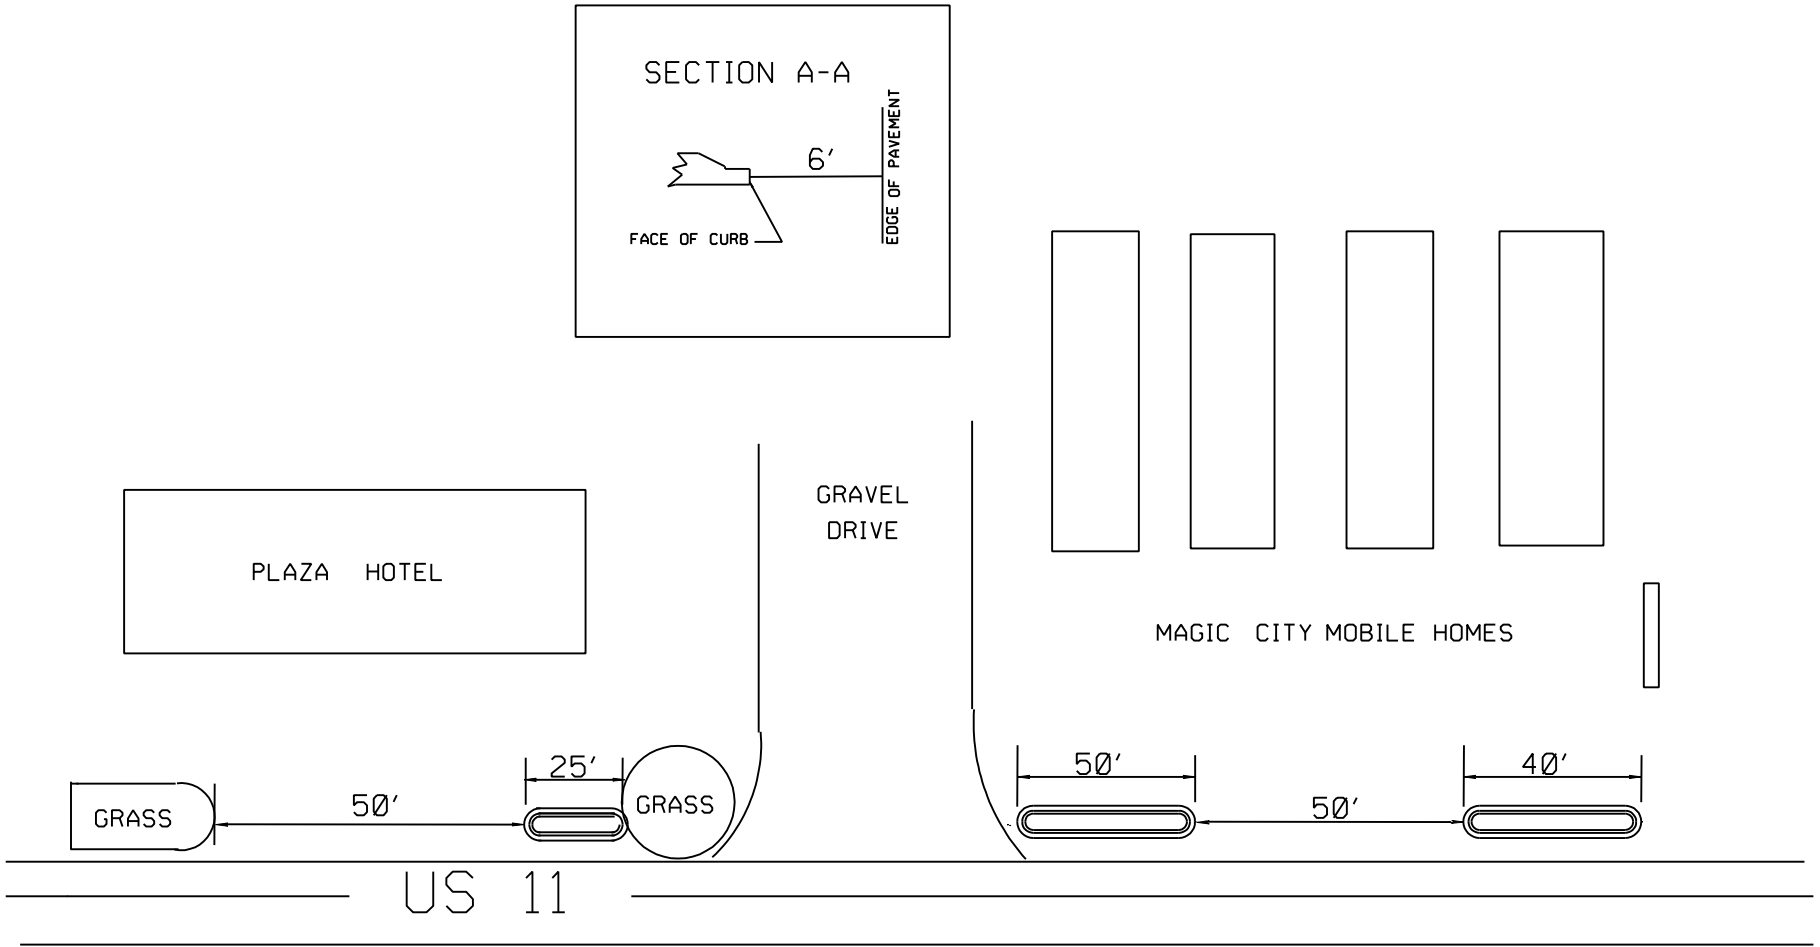 SECTION A-A
6'
EDGE OF PAVEMENT
FACE OF CURB
GRAVEL
DRIVE
PLAZA HOTEL
MAGIC CITY MOBILE HOMES
25'
50'
40'
GRASS
50'
GRASS
50'
US 11